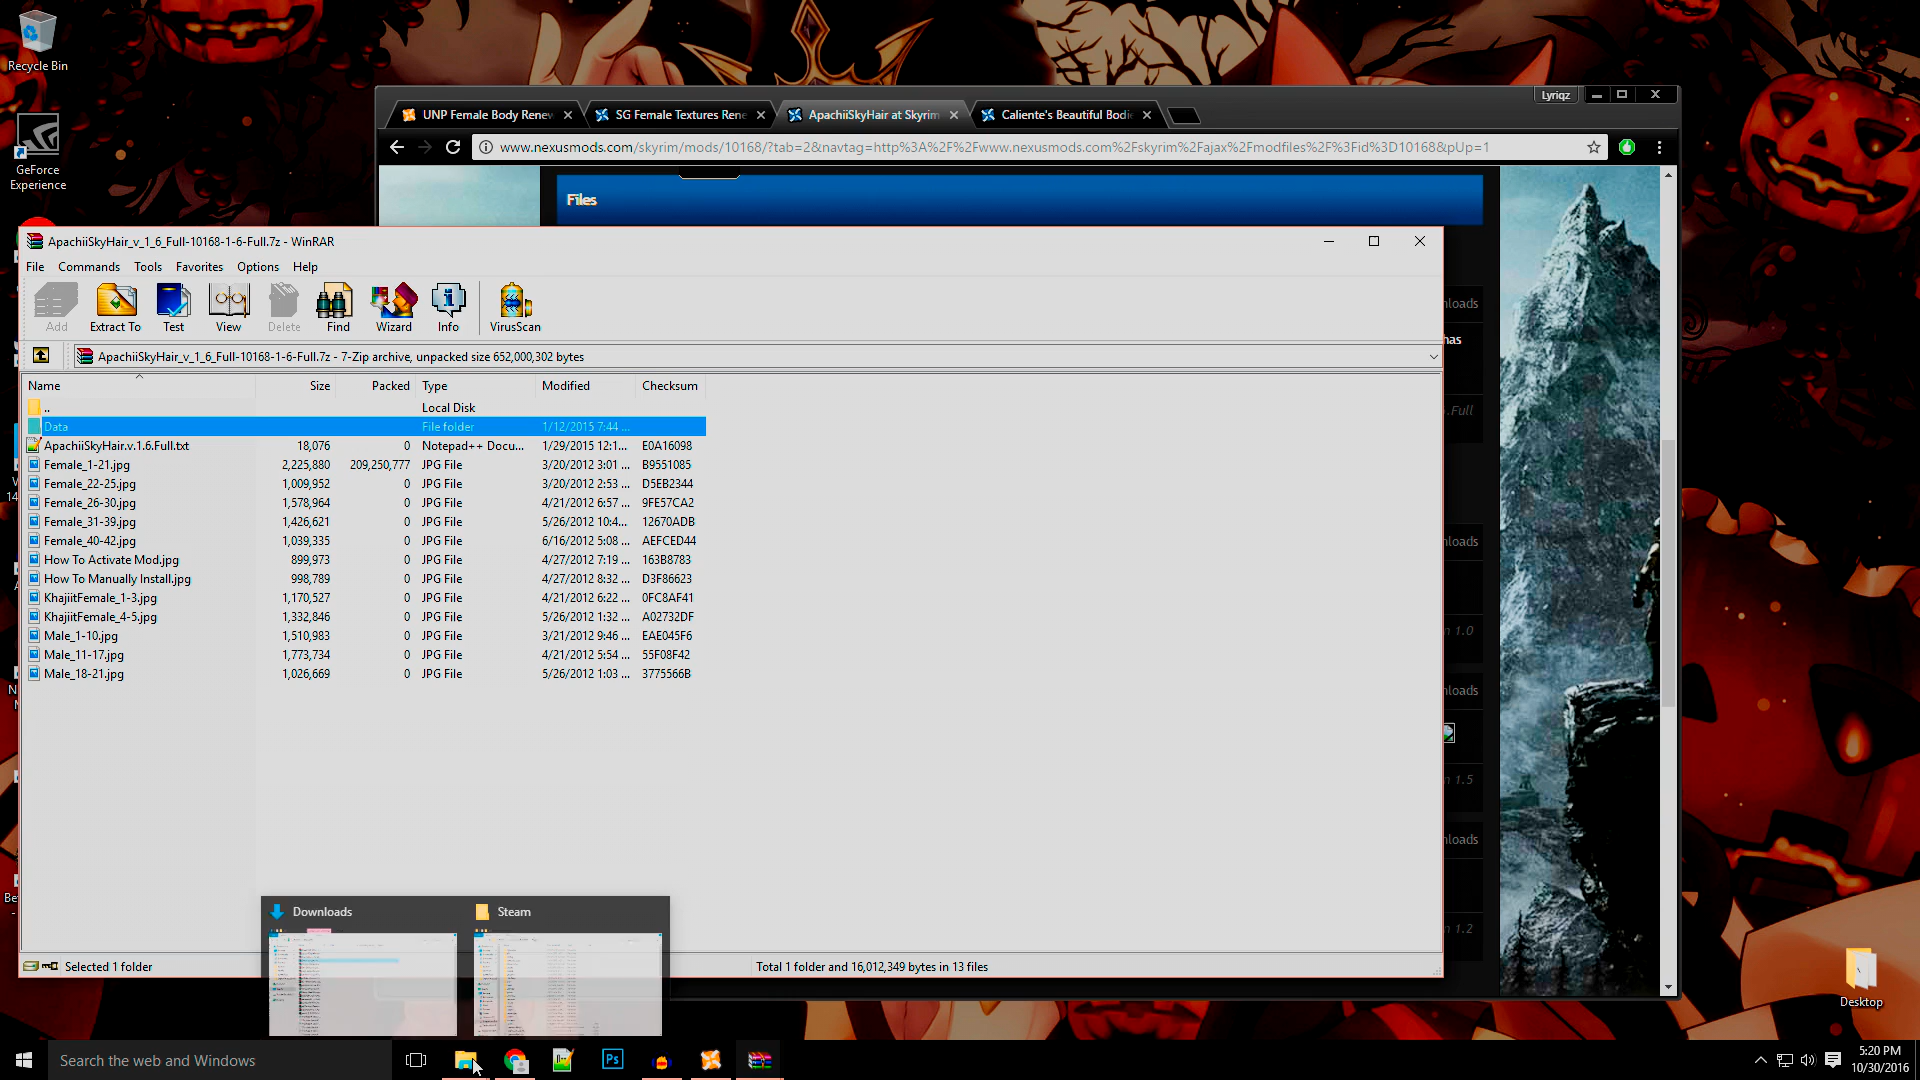 Recycle Bin
GeForce
Experience
Lyriqz
UNP Female Body Renew
SG Female Textures Rene
ApachiiSkyHair at Skyrim
Caliente's Beautiful Bodie
www.nexusmods.com/skyrim/mods/10168/?tab=2&navtag=http%3A%2F%2Fwww.nexusmods.com%2Fskyrim%2Fajax%2Fmodfiles%2F%3Fid%3D10168&pUp=1
Files
ApachiiSkyHair_v_1_6_Full-10168-1-6-Full.7z - WinRAR
File Commands Tools Favorites Options Help
Add Extract To Test View Delete Find Wizard Info VirusScan
ApachiiSkyHair_v_1_6_Full-10168-1-6-Full.7z - 7-Zip archive, unpacked size 652,000,302 bytes
Name Size Packed Type Modified Checksum
.. Local Disk
Data File folder 1/12/2015 7:44 ...
ApachiiSkyHair.v.1.6.Full.txt 18,076 0 Notepad++ Docu... 1/29/2015 12:1... E0A16098
Female_1-21.jpg 2,225,880 209,250,777 JPG File 3/20/2012 3:01 ... B9551085
Female_22-25.jpg 1,009,952 0 JPG File 3/20/2012 2:53 ... D5EB2344
Female_26-30.jpg 1,578,964 0 JPG File 4/21/2012 6:57 ... 9FE57CA2
Female_31-39.jpg 1,426,621 0 JPG File 5/26/2012 10:4... 12670ADB
Female_40-42.jpg 1,039,335 0 JPG File 6/16/2012 5:08 ... AEFCED44
How To Activate Mod.jpg 899,973 0 JPG File 4/27/2012 7:19 ... 163B8783
How To Manually Install.jpg 998,789 0 JPG File 4/27/2012 8:32 ... D3F86623
KhajiitFemale_1-3.jpg 1,170,527 0 JPG File 4/21/2012 6:22 ... 0FC8AF41
KhajiitFemale_4-5.jpg 1,332,846 0 JPG File 5/26/2012 1:32 ... A02732DF
Male_1-10.jpg 1,510,983 0 JPG File 3/21/2012 9:46 ... EAE045F6
Male_11-17.jpg 1,773,734 0 JPG File 4/21/2012 5:54 ... 55F08F42
Male_18-21.jpg 1,026,669 0 JPG File 5/26/2012 1:03 ... 3775566B
nloads
has
.Full
nloads
n 1.0
nloads
n 1.5
nloads
n 1.2
Downloads Steam
Selected 1 folder
Total 1 folder and 16,012,349 bytes in 13 files
Desktop
Search the web and Windows
Ps
5:20 PM
10/30/2016